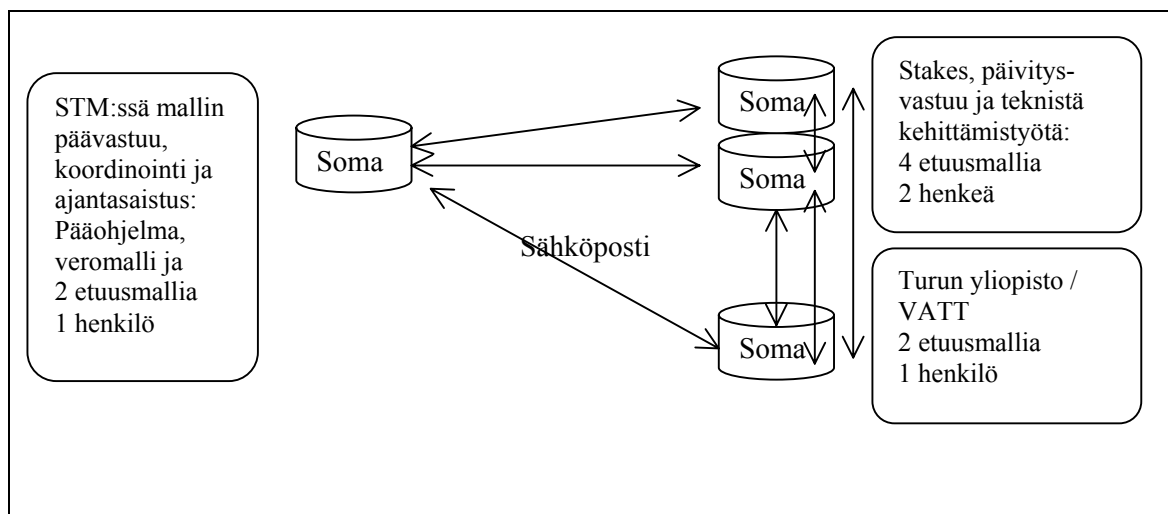 STM:ssä mallin
päävastuu,
koordinointi ja
ajantasaistus:
Pääohjelma,
veromalli ja
2 etuusmallia
1 henkilö
Soma
Sähköposti
Soma
Soma
Soma
Stakes, päivitys-
vastuu ja teknistä
kehittämistyötä:
4 etuusmallia
2 henkeä
Turun yliopisto /
VATT
2 etuusmallia
1 henkilö